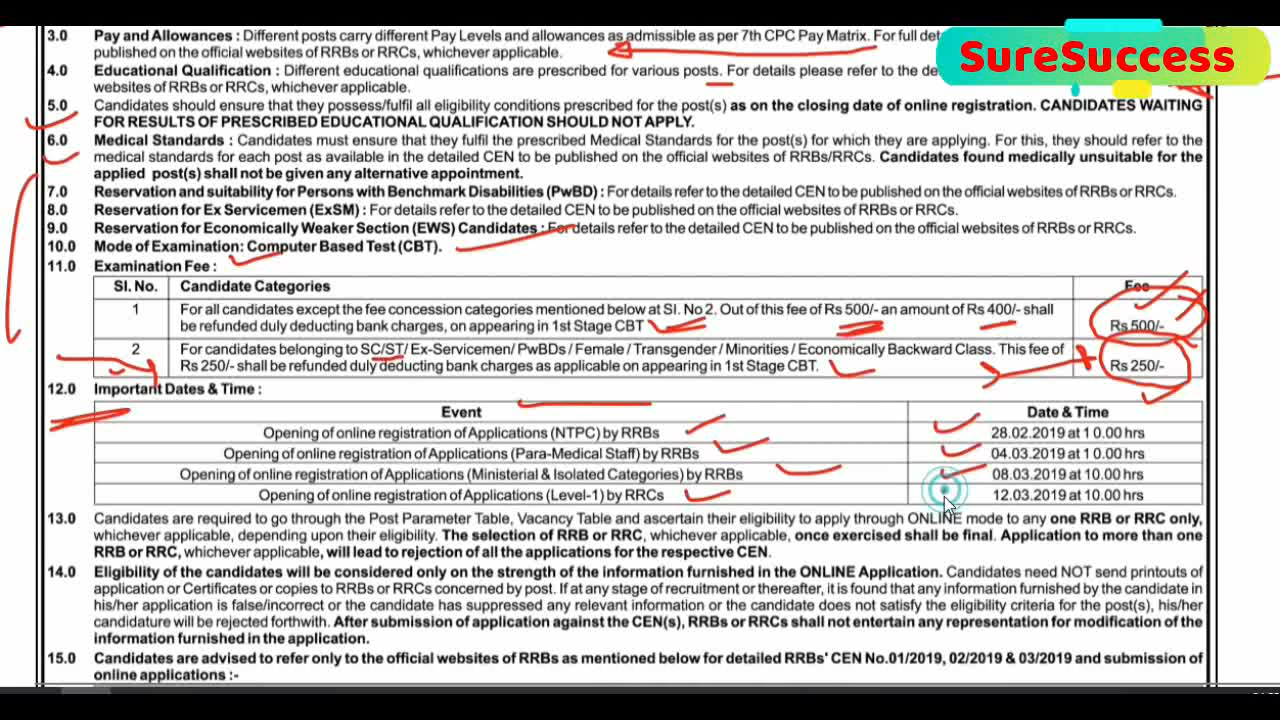 SureSuccess
3.0 Pay and Allowances : Different posts carry different Pay Levels and allowances as admissible as per 7th CPC Pay Matrix. For full det
published on the official websites of RRBs or RRCs, whichever applicable.
4.0 Educational Qualification : Different educational qualifications are prescribed for various posts. For details please refer to the de
websites of RRBs or RRCs, whichever applicable.
5.0 Candidates should ensure that they possess/fulfil all eligibility conditions prescribed for the post(s) as on the closing date of online registration. CANDIDATES WAITING
FOR RESULTS OF PRESCRIBED EDUCATIONAL QUALIFICATION SHOULD NOT APPLY.
6.0 Medical Standards : Candidates must ensure that they fulfil the prescribed Medical Standards for the post(s) for which they are applying. For this, they should refer to the
medical standards for each post as available in the detailed CEN to be published on the official websites of RRBs/RRCs. Candidates found medically unsuitable for the
applied post(s) shall not be given any alternative appointment.
7.0 Reservation and suitability for Persons with Benchmark Disabilities (PwBD) : For details refer to the detailed CEN to be published on the official websites of RRBs or RRCs.
8.0 Reservation for Ex Servicemen (ExSM) : For details refer to the detailed CEN to be published on the official websites of RRBs or RRCs.
9.0 Reservation for Economically Weaker Section (EWS) Candidates : For details refer to the detailed CEN to be published on the official websites of RRBs or RRCs.
10.0 Mode of Examination: Computer Based Test (CBT).
11.0 Examination Fee :
Sl. No. Candidate Categories Fee
1 For all candidates except the fee concession categories mentioned below at Sl. No 2. Out of this fee of Rs 500/- an amount of Rs 400/- shall
be refunded duly deducting bank charges, on appearing in 1st Stage CBT Rs 500/-
2 For candidates belonging to SC/ST/ Ex-Servicemen/ PwBDs / Female / Transgender / Minorities / Economically Backward Class. This fee of
Rs 250/- shall be refunded duly deducting bank charges as applicable on appearing in 1st Stage CBT. Rs 250/-
12.0 Important Dates & Time :
Event Date & Time
Opening of online registration of Applications (NTPC) by RRBs 28.02.2019 at 1 0.00 hrs
Opening of online registration of Applications (Para-Medical Staff) by RRBs 04.03.2019 at 1 0.00 hrs
Opening of online registration of Applications (Ministerial & Isolated Categories) by RRBs 08.03.2019 at 10.00 hrs
Opening of online registration of Applications (Level-1) by RRCs 12.03.2019 at 10.00 hrs
13.0 Candidates are required to go through the Post Parameter Table, Vacancy Table and ascertain their eligibility to apply through ONLINE mode to any one RRB or RRC only,
whichever applicable, depending upon their eligibility. The selection of RRB or RRC, whichever applicable, once exercised shall be final. Application to more than one
RRB or RRC, whichever applicable, will lead to rejection of all the applications for the respective CEN.
14.0 Eligibility of the candidates will be considered only on the strength of the information furnished in the ONLINE Application. Candidates need NOT send printouts of
application or Certificates or copies to RRBs or RRCs concerned by post. If at any stage of recruitment or thereafter, it is found that any information furnished by the candidate in
his/her application is false/incorrect or the candidate has suppressed any relevant information or the candidate does not satisfy the eligibility criteria for the post(s), his/her
candidature will be rejected forthwith. After submission of application against the CEN(s), RRBs or RRCs shall not entertain any representation for modification of the
information furnished in the application.
15.0 Candidates are advised to refer only to the official websites of RRBs as mentioned below for detailed RRBs' CEN No.01/2019, 02/2019 & 03/2019 and submission of
online applications :-